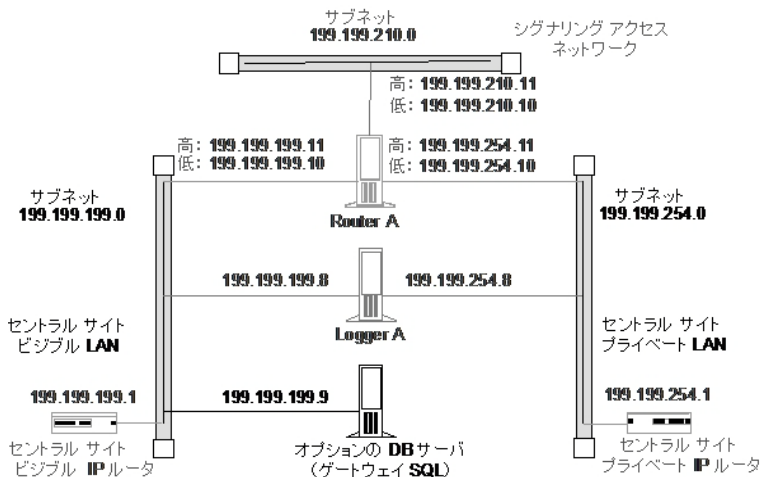 サブネット
199.199.210.0
シグナリング アクセス
ネットワーク
高: 199.199.210.11
低: 199.199.210.10
高: 199.199.199.11
低: 199.199.199.10
高: 199.199.254.11
低: 199.199.254.10
サブネット
199.199.199.0
サブネット
199.199.254.0
Router A
199.199.199.8
199.199.254.8
Logger A
セントラル サイト
ビジブル LAN
セントラル サイト
プライベート LAN
199.199.199.1
199.199.199.9
199.199.254.1
セントラル サイト
ビジブル IP ルータ
オプションの DB サーバ
(ゲートウェイ SQL)
セントラル サイト
プライベート IP ルータ